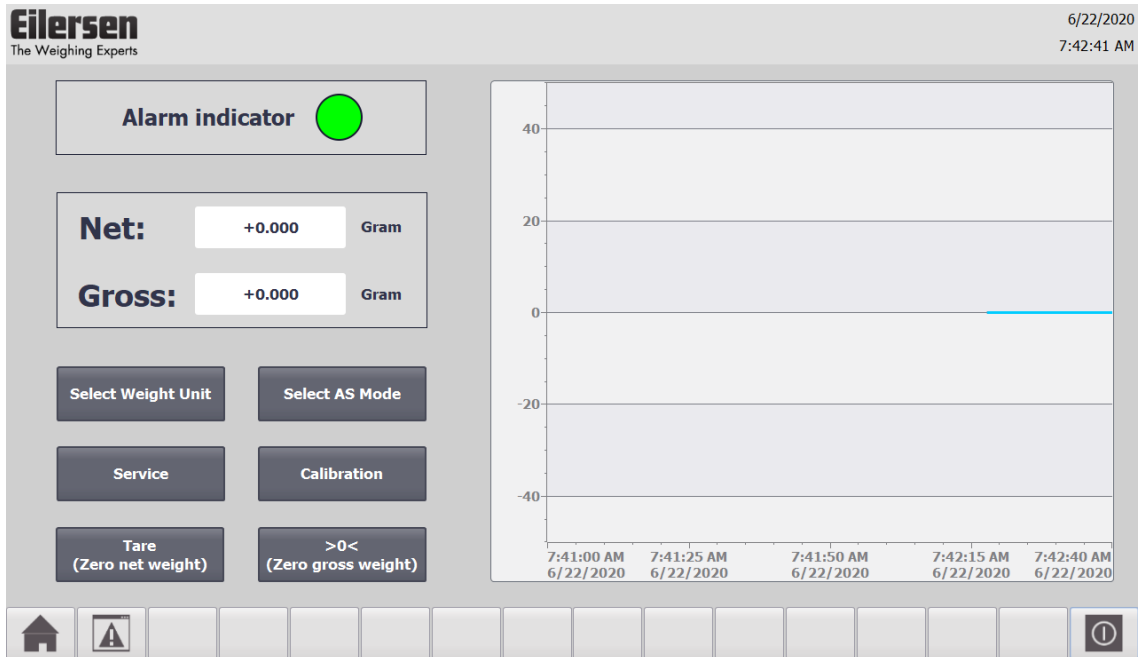 Eilersen
The Weighing Experts
6/22/2020
7:42:41 AM
Alarm indicator
Net:
+0.000
Gram
Gross:
+0.000
Gram
Select Weight Unit
Select AS Mode
Service
Calibration
Tare
(Zero net weight)
>0<
(Zero gross weight)
40
20
0
-20
-40
7:41:00 AM
6/22/2020
7:41:25 AM
6/22/2020
7:41:50 AM
6/22/2020
7:42:15 AM
6/22/2020
7:42:40 AM
6/22/2020